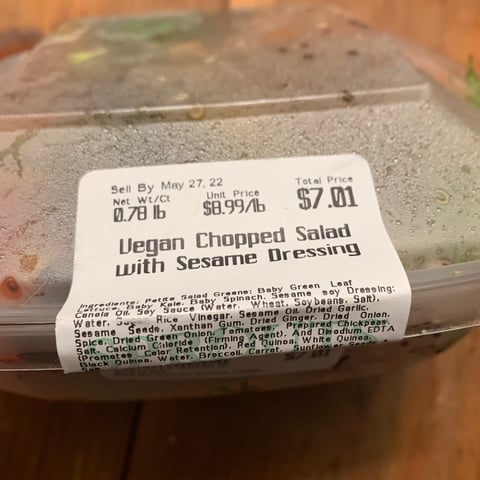 Sell By May 27, 22
Net Wt/Ct Unit Price Total Price
0.78 lb $8.99/lb $7.01
Vegan Chopped Salad
with Sesame Dressing
Ingredients: Petite Salad Greens: Baby Green Leaf
Lettuce, Baby Kale, Baby Spinach, Sesame soy Dressing:
Canola Oil, Soy Sauce (Water, Wheat, Soybeans, Salt),
Water, Rice Vinegar, Sesame Oil, Dried Garlic,
Sesame Seeds, Xanthan Gum, Dried Ginger, Dried Onion,
Spice, Dried Green Onion, Tomatoes, Prepared Chickpeas,
Salt, Calcium Chloride (Firming Agent), And Disodium EDTA
(Promotes Color Retention), Red Quinoa, White Quinoa,
Black Quinoa, Water, Broccoli, Carrot, Sunflower
$7.01